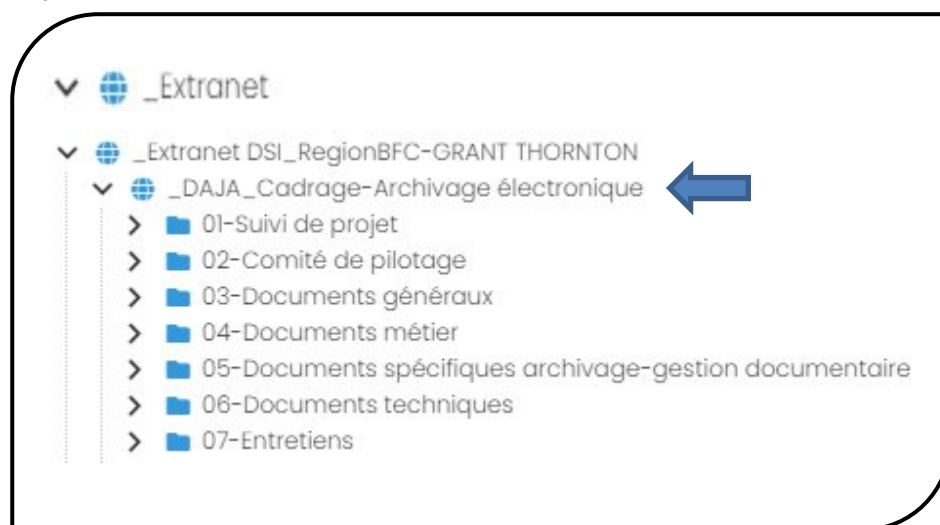 _Extranet
_Extranet DSI_RegionBFC-GRANT THORNTON
_DAJA_Cadrage-Archivage électronique
01-Suivi de projet
02-Comité de pilotage
03-Documents généraux
04-Documents métier
05-Documents spécifiques archivage-gestion documentaire
06-Documents techniques
07-Entretiens